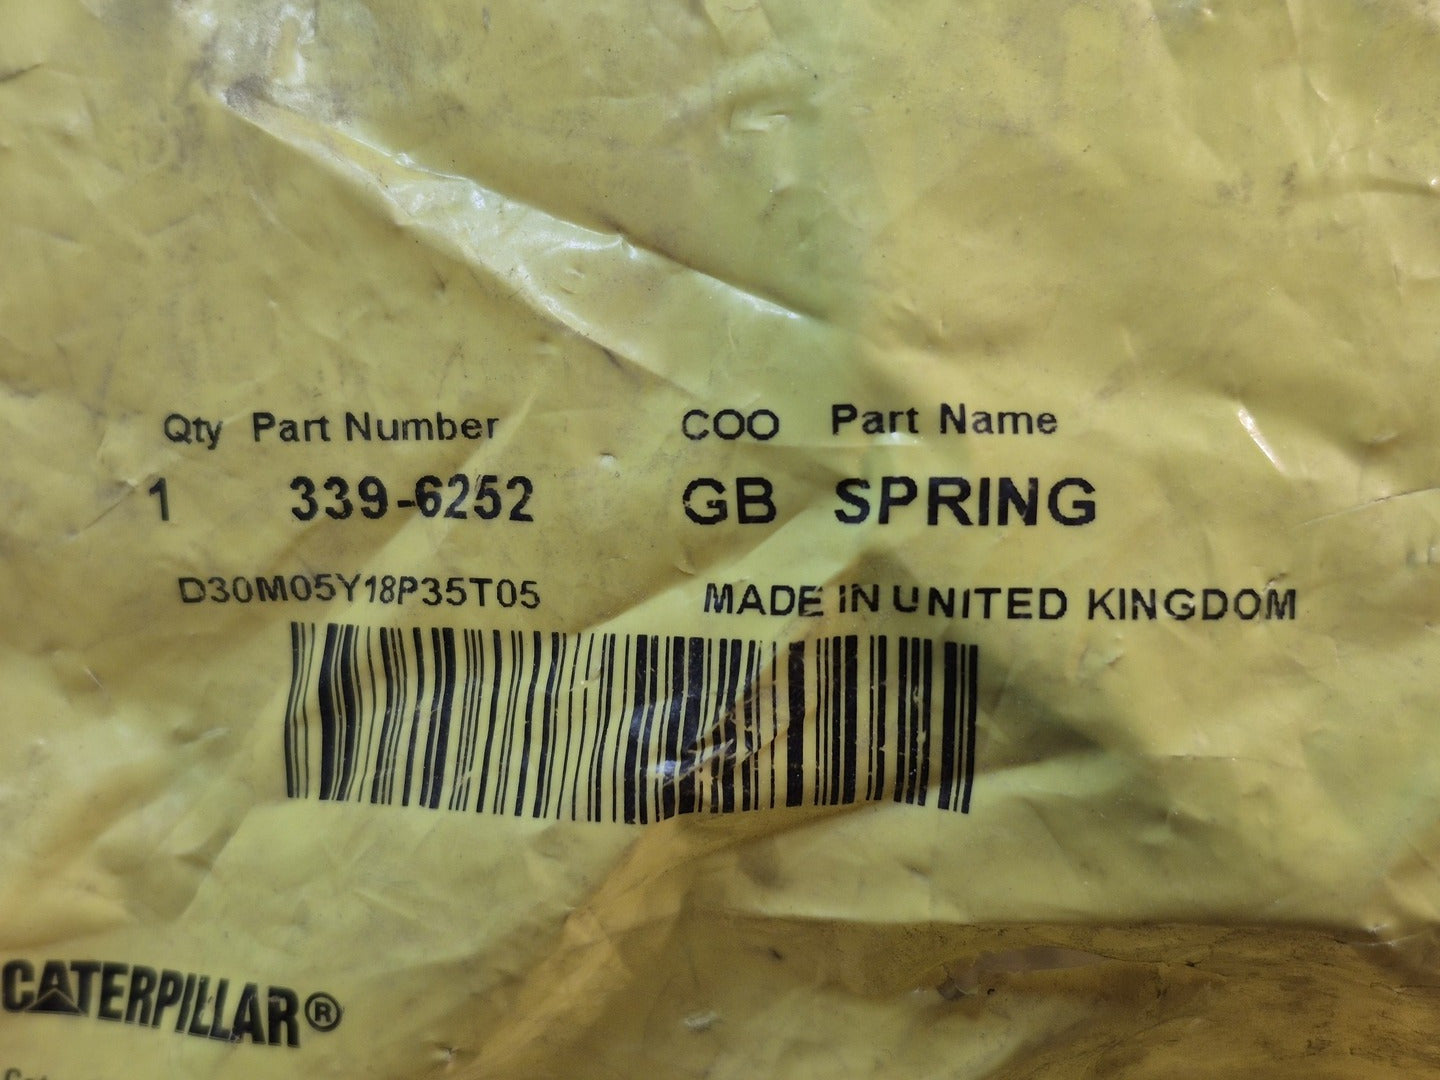 Qty Part Number COO Part Name
1 339-6252 GB SPRING
D30M05Y18P35T05 MADE IN UNITED KINGDOM
CATERPILLAR®